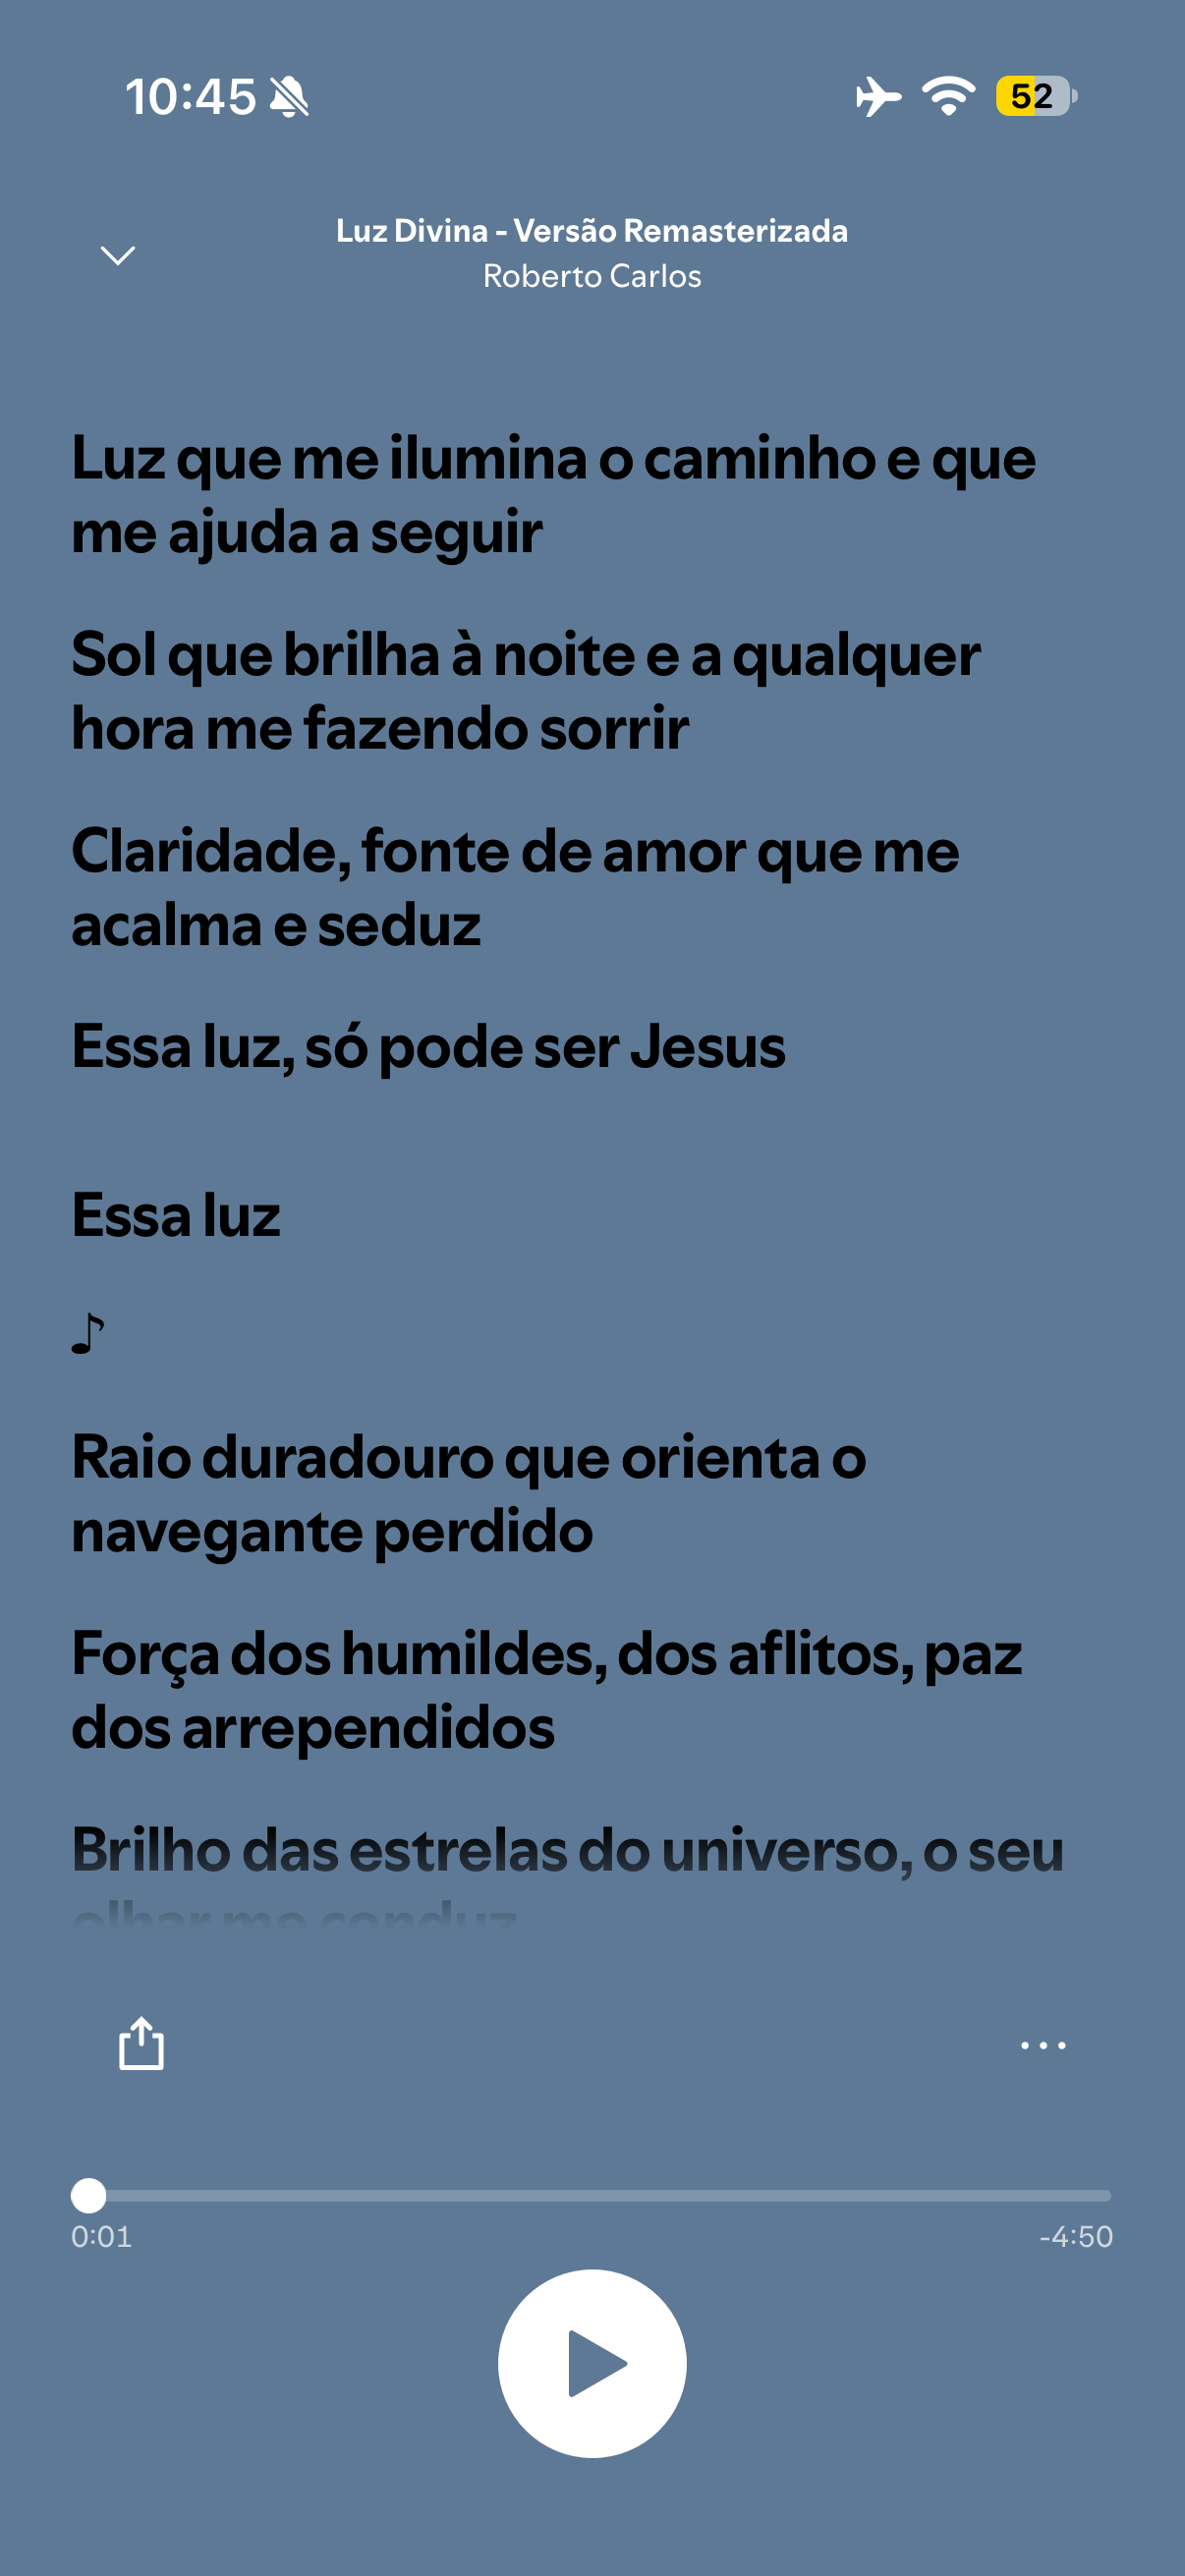 10:45
52
Luz Divina - Versão Remasterizada
Roberto Carlos
Luz que me ilumina o caminho e que
me ajuda a seguir
Sol que brilha à noite e a qualquer
hora me fazendo sorrir
Claridade, fonte de amor que me
acalma e seduz
Essa luz, só pode ser Jesus
Essa luz
♪
Raio duradouro que orienta o
navegante perdido
Força dos humildes, dos aflitos, paz
dos arrependidos
Brilho das estrelas do universo, o seu
olhar me conduz
0:01
-4:50